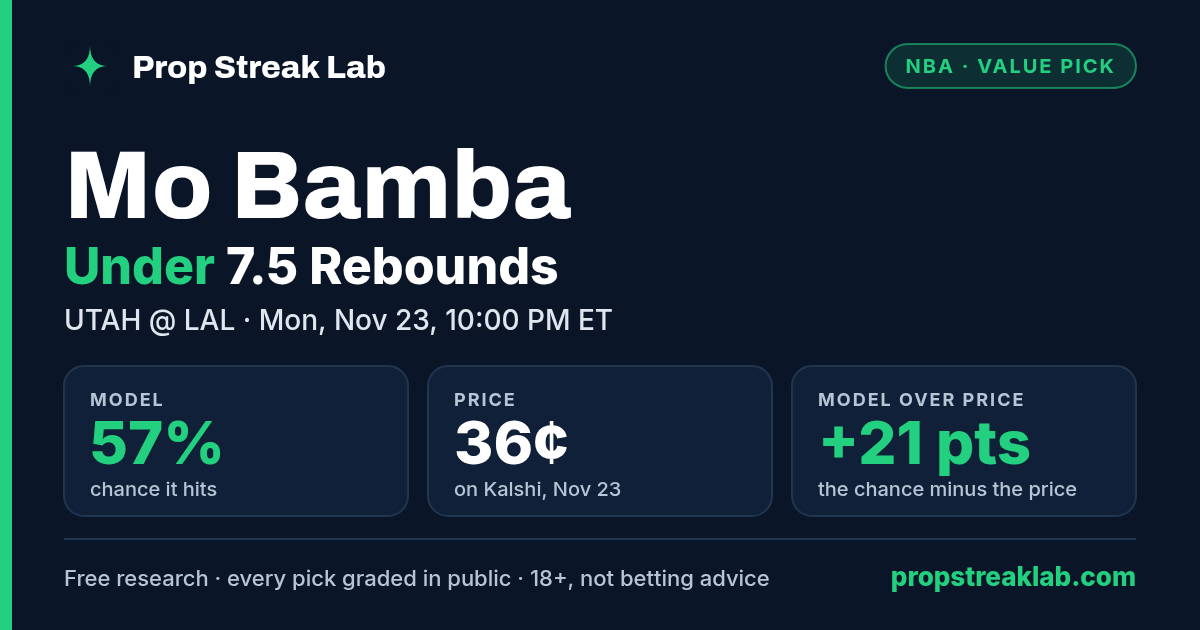 Prop Streak Lab
NBA · VALUE PICK
Mo Bamba
Under 7.5 Rebounds
UTAH @ LAL · Mon, Nov 23, 10:00 PM ET
MODEL
57%
chance it hits
PRICE
36¢
on Kalshi, Nov 23
MODEL OVER PRICE
+21 pts
the chance minus the price
Free research · every pick graded in public · 18+, not betting advice
propstreaklab.com